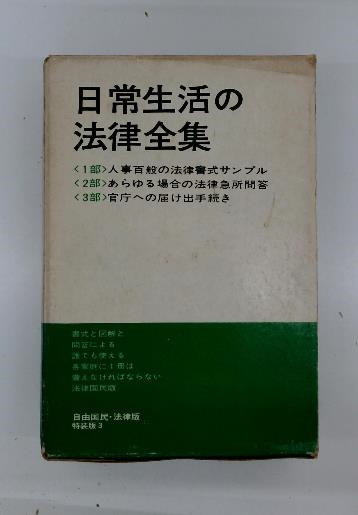 日常生活の
法律全集
<1部>人事百般の法律書式サンプル
<2部>あらゆる場合の法律急所問答
<3部>官庁への届け出手続き
書式と図解と
問答による
誰でも使える
各家庭に1冊は
備えなければならない
法律国民版
自由国民・法律版
特装版3